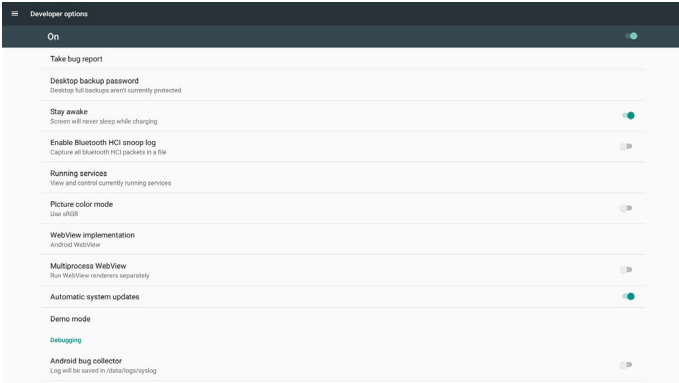 Developer options
On
Take bug report
Desktop backup password
Desktop full backups aren't currently protected
Stay awake
Screen will never sleep while charging
Enable Bluetooth HCI snoop log
Capture all bluetooth HCI packets in a file
Running services
View and control currently running services
Picture color mode
Use sRGB
WebView implementation
Android WebView
Multiprocess WebView
Run WebView renderers separately
Automatic system updates
Demo mode
Debugging
Android bug collector
Log will be saved in /data/logs/syslog